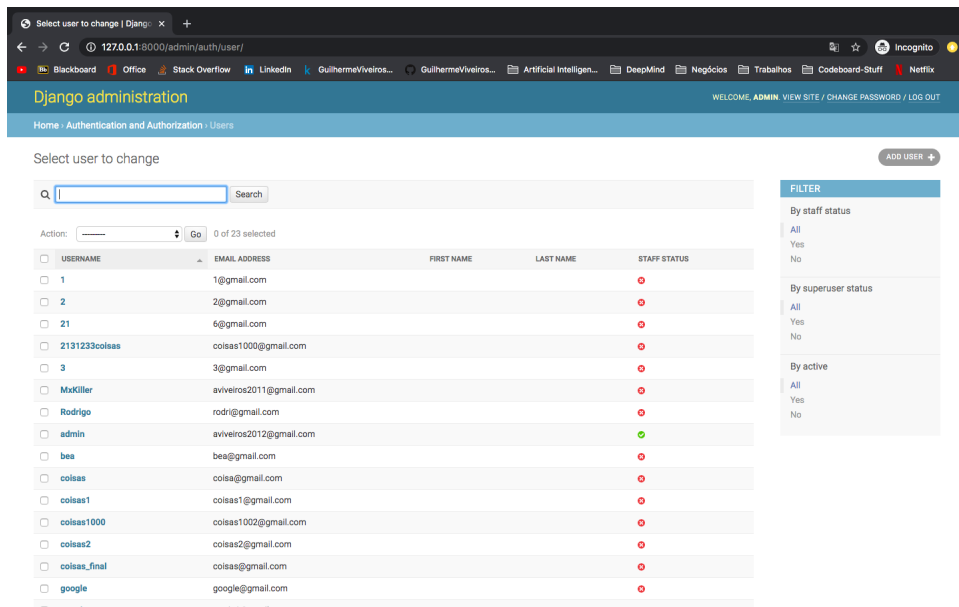 Select user to change | Django
127.0.0.1:8000/admin/auth/user/
Incognito
Blackboard Office Stack Overflow LinkedIn GuilhermeViveiros... GuilhermeViveiros... Artificial Intelligen... DeepMind Negócios Trabalhos Codeboard-Stuff Netflix
Django administration
WELCOME, ADMIN. VIEW SITE / CHANGE PASSWORD / LOG OUT
Home › Authentication and Authorization › Users
Select user to change
ADD USER +
Search
Action: --------- Go 0 of 23 selected
USERNAME EMAIL ADDRESS FIRST NAME LAST NAME STAFF STATUS
1 1@gmail.com
2 2@gmail.com
21 6@gmail.com
2131233coisas coisas1000@gmail.com
3 3@gmail.com
MxKiller aviveiros2011@gmail.com
Rodrigo rodri@gmail.com
admin aviveiros2012@gmail.com
bea bea@gmail.com
coisas coisa@gmail.com
coisas1 coisas1@gmail.com
coisas1000 coisas1002@gmail.com
coisas2 coisas2@gmail.com
coisas_final coisas@gmail.com
google google@gmail.com
FILTER
By staff status
All
Yes
No
By superuser status
All
Yes
No
By active
All
Yes
No